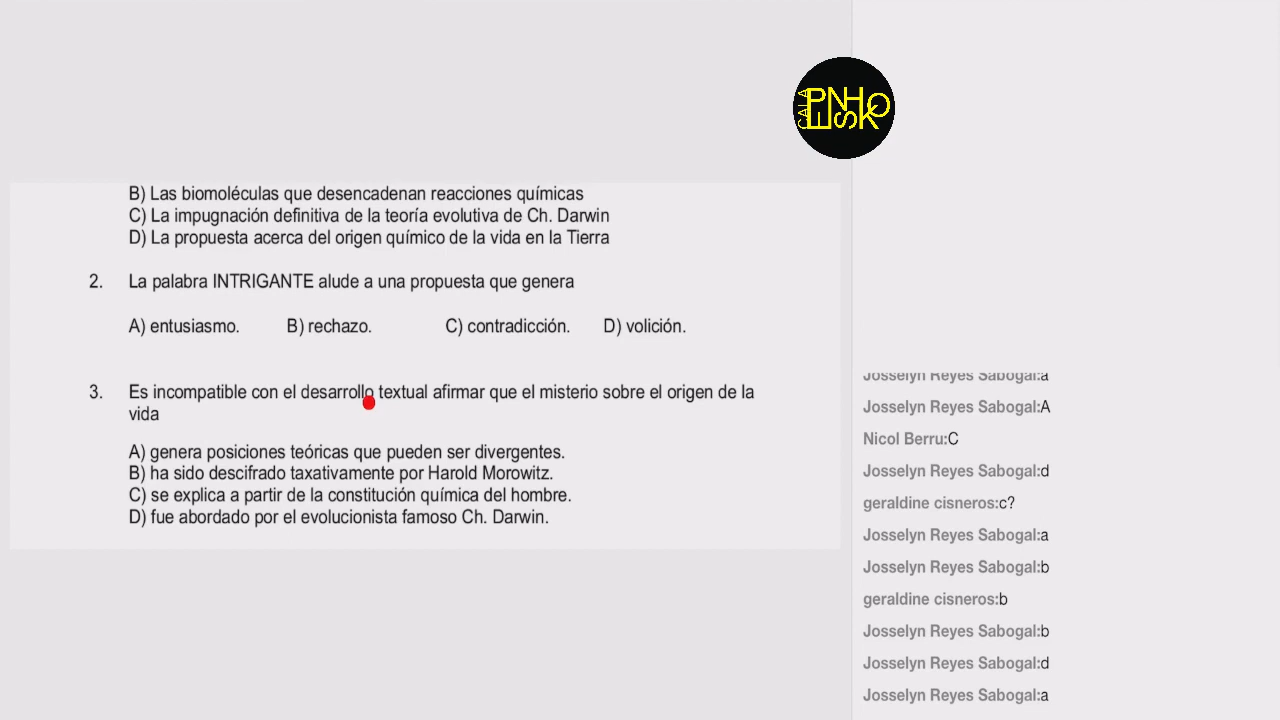 CALA
PENHSKO
B) Las biomoléculas que desencadenan reacciones químicas
C) La impugnación definitiva de la teoría evolutiva de Ch. Darwin
D) La propuesta acerca del origen químico de la vida en la Tierra
2. La palabra INTRIGANTE alude a una propuesta que genera
A) entusiasmo. B) rechazo. C) contradicción. D) volición.
3. Es incompatible con el desarrollo textual afirmar que el misterio sobre el origen de la
vida
A) genera posiciones teóricas que pueden ser divergentes.
B) ha sido descifrado taxativamente por Harold Morowitz.
C) se explica a partir de la constitución química del hombre.
D) fue abordado por el evolucionista famoso Ch. Darwin.
Josselyn Reyes Sabogal:a
Josselyn Reyes Sabogal:A
Nicol Berru:C
Josselyn Reyes Sabogal:d
geraldine cisneros:c?
Josselyn Reyes Sabogal:a
Josselyn Reyes Sabogal:b
geraldine cisneros:b
Josselyn Reyes Sabogal:b
Josselyn Reyes Sabogal:d
Josselyn Reyes Sabogal:a